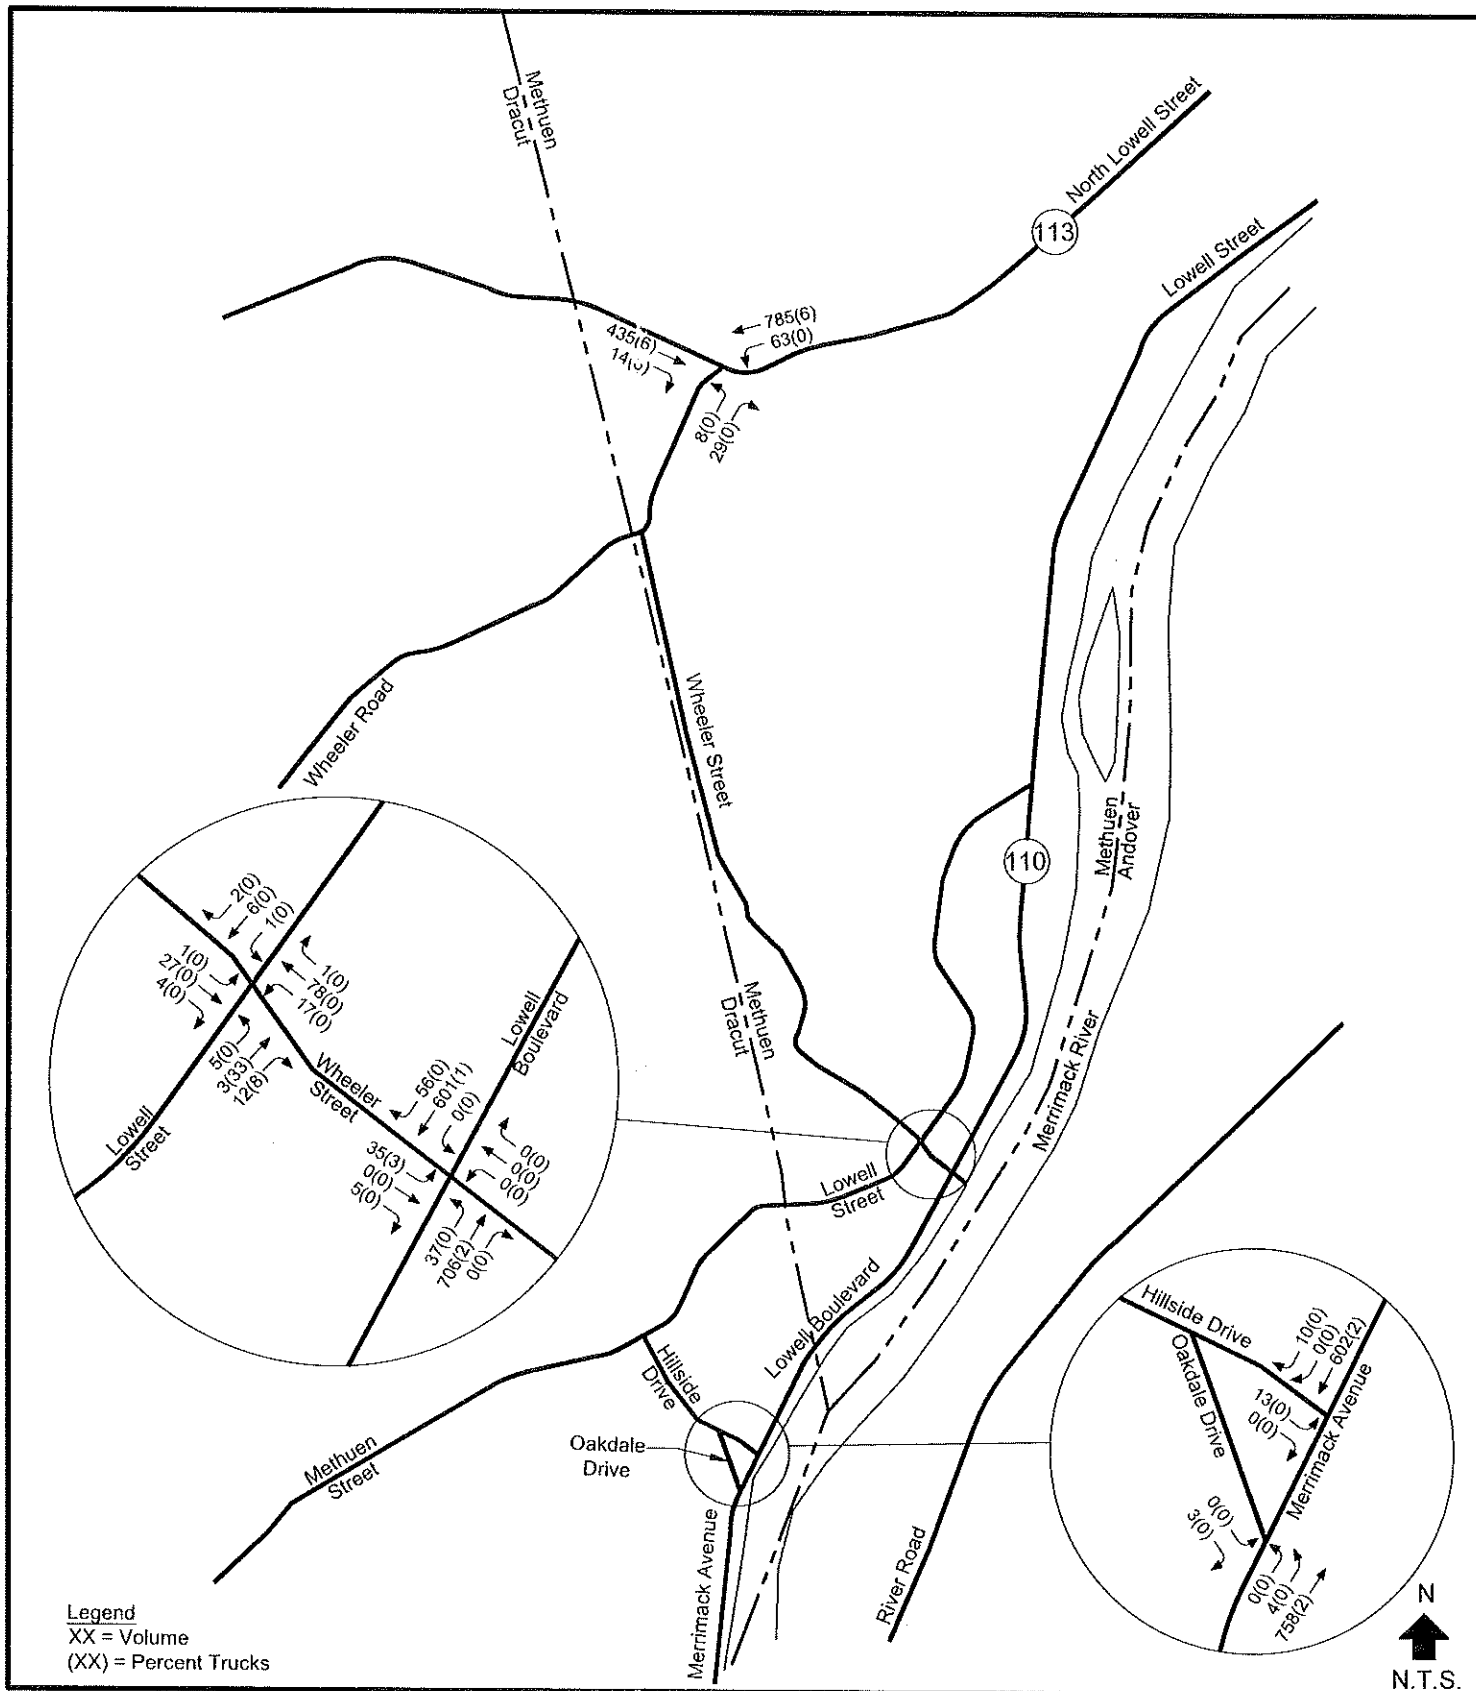 Methuen
Dracut
North Lowell Street
113
Lowell Street
785(6)
63(0)
435(6)
8(0)
29(0)
Wheeler Road
Wheeler Street
110
Methuen
Andover
Methuen
Dracut
Merrimack River
2(0)
6(0)
1(0)
1(0)
27(0)
4(0)
1(0)
78(0)
17(0)
5(0)
3(33)
12(8)
Lowell
Street
Wheeler
Street
Lowell
Boulevard
56(0)
601(1)
0(0)
35(3)
0(0)
5(0)
0(0)
0(0)
0(0)
37(0)
706(2)
0(0)
Lowell
Street
Lowell Boulevard
Hillside
Drive
Methuen
Street
Oakdale
Drive
Merrimack Avenue
River Road
Hillside Drive
Oakdale Drive
10(0)
0(0)
602(2)
13(0)
0(0)
Merrimack Avenue
0(0)
3(0)
0(0)
4(0)
758(2)
Legend
XX = Volume
(XX) = Percent Trucks
N
N.T.S.